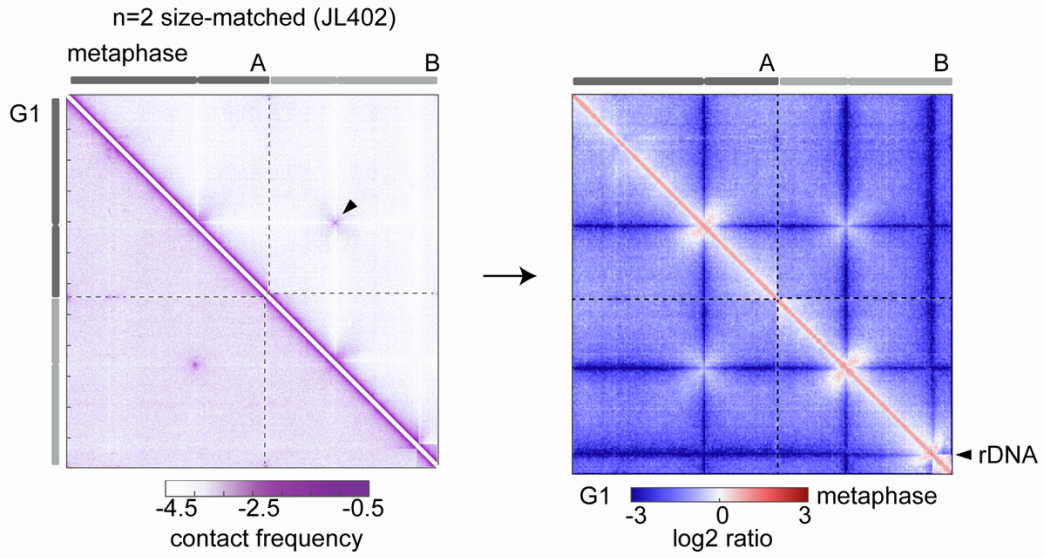 n=2 size-matched (JL402)
metaphase
A
B
A
B
G1
rDNA
-4.5
-2.5
-0.5
contact frequency
G1
metaphase
-3
0
3
log2 ratio